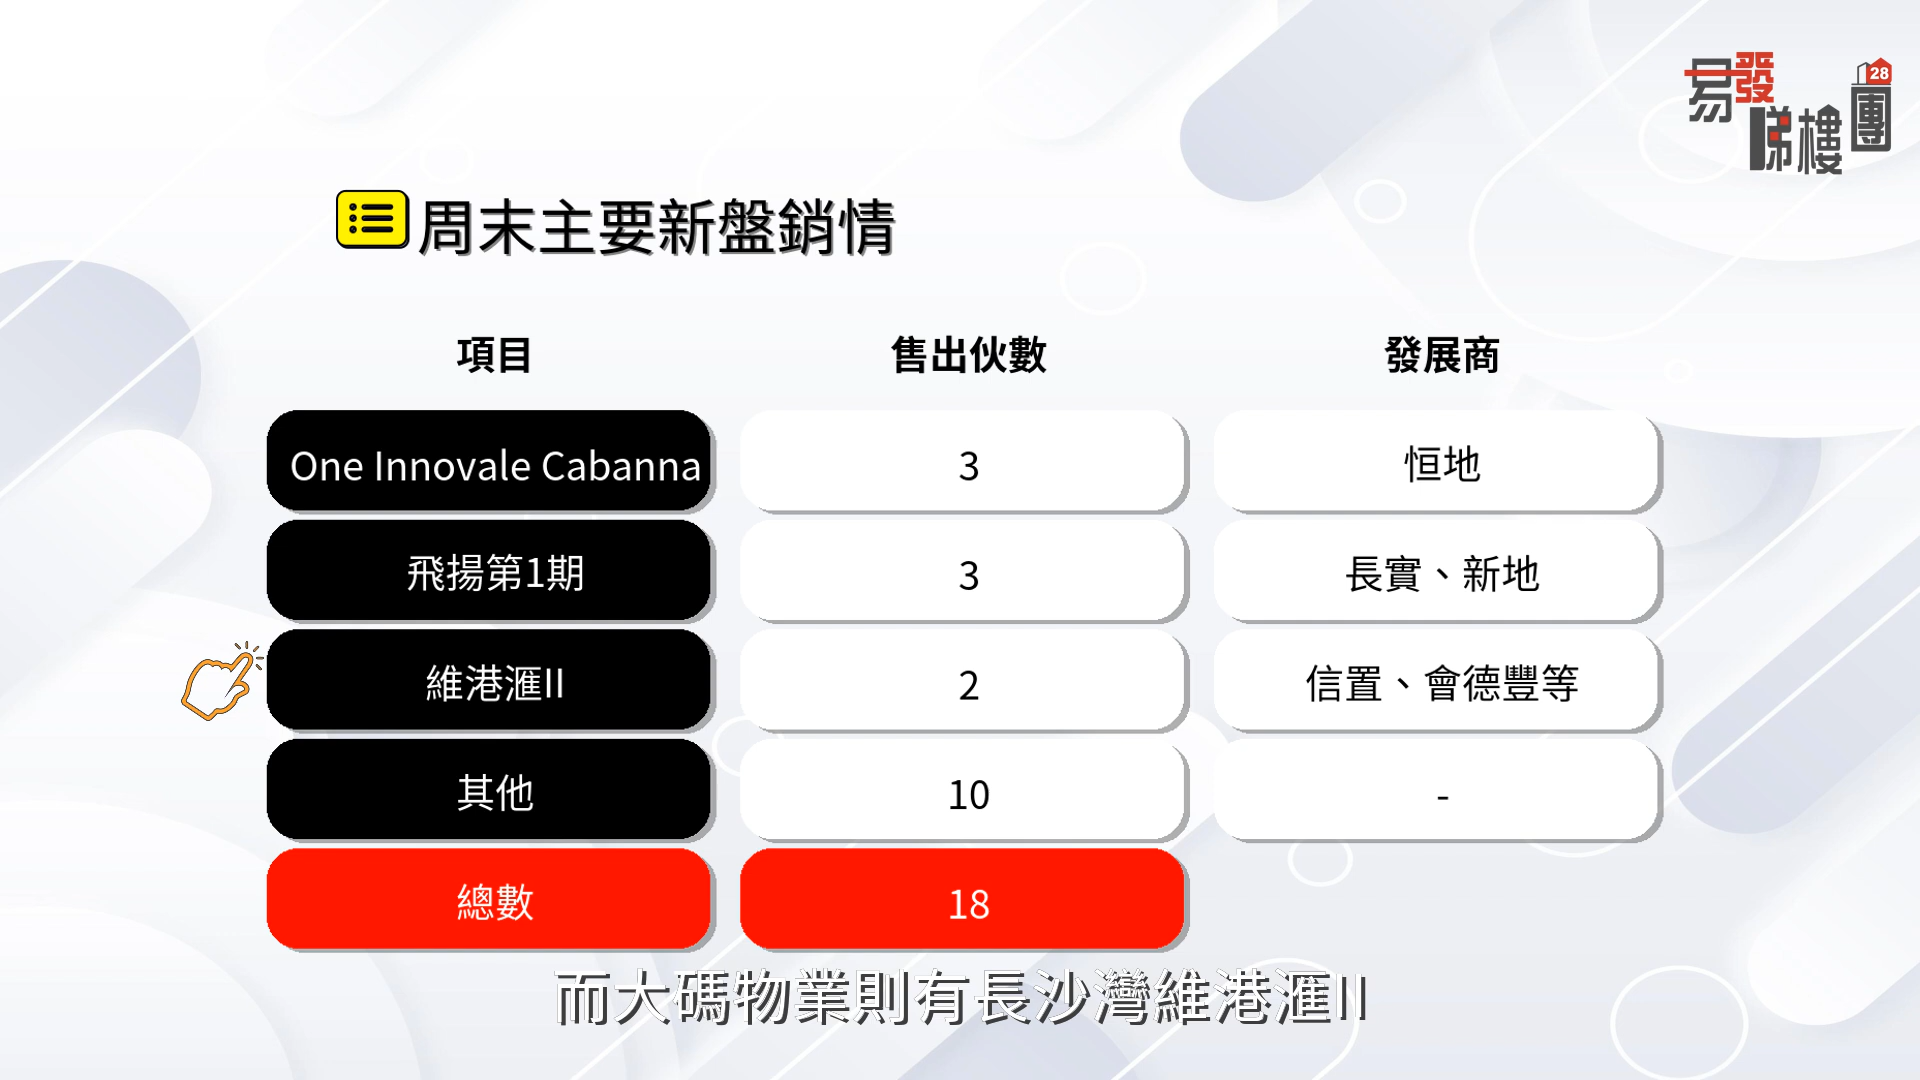 易發睇樓團
28
周末主要新盤銷情
項目 售出伙數 發展商
One Innovale Cabanna 3 恒地
飛揚第1期 3 長實、新地
維港滙II 2 信置、會德豐等
其他 10 -
總數 18
而大碼物業則有長沙灣維港滙II